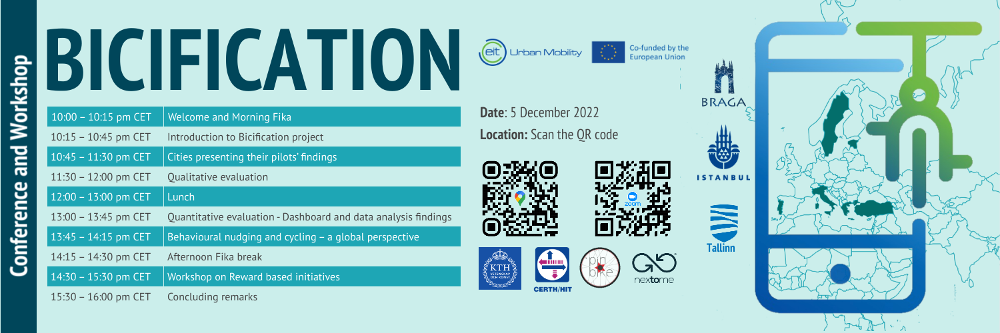 Conference and Workshop
BICIFICATION
10:00 – 10:15 pm CET Welcome and Morning Fika
10:15 – 10:45 pm CET Introduction to Bicification project
10:45 – 11:30 pm CET Cities presenting their pilots’ findings
11:30 – 12:00 pm CET Qualitative evaluation
12:00 – 13:00 pm CET Lunch
13:00 – 13:45 pm CET Quantitative evaluation - Dashboard and data analysis findings
13:45 – 14:15 pm CET Behavioural nudging and cycling – a global perspective
14:15 – 14:30 pm CET Afternoon Fika break
14:30 – 15:30 pm CET Workshop on Reward based initiatives
15:30 – 16:00 pm CET Concluding remarks
eit Urban Mobility
Co-funded by the
European Union
Date: 5 December 2022
Location: Scan the QR code
zoom
KTH
VETENSKAP
OCH KONST
CERTH/HIT
pin
bike
nextome
BRAGA
ISTANBUL
Tallinn